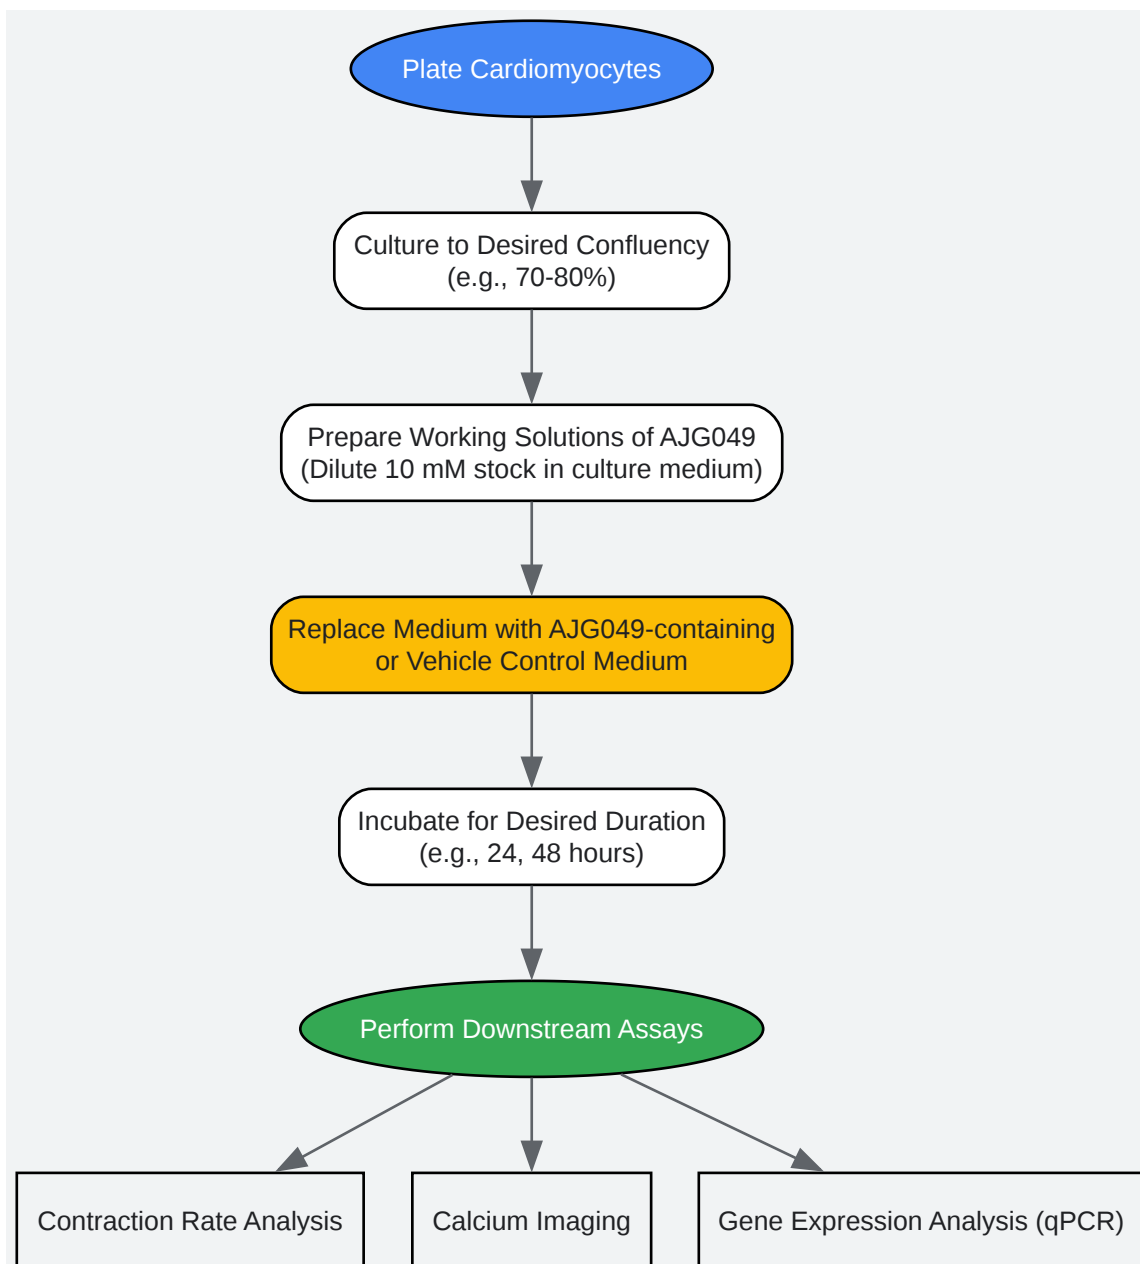 Plate Cardiomyocytes
Culture to Desired Confluency
(e.g., 70-80%)
Prepare Working Solutions of AJG049
(Dilute 10 mM stock in culture medium)
Replace Medium with AJG049-containing
or Vehicle Control Medium
Incubate for Desired Duration
(e.g., 24, 48 hours)
Perform Downstream Assays
Contraction Rate Analysis
Calcium Imaging
Gene Expression Analysis (qPCR)